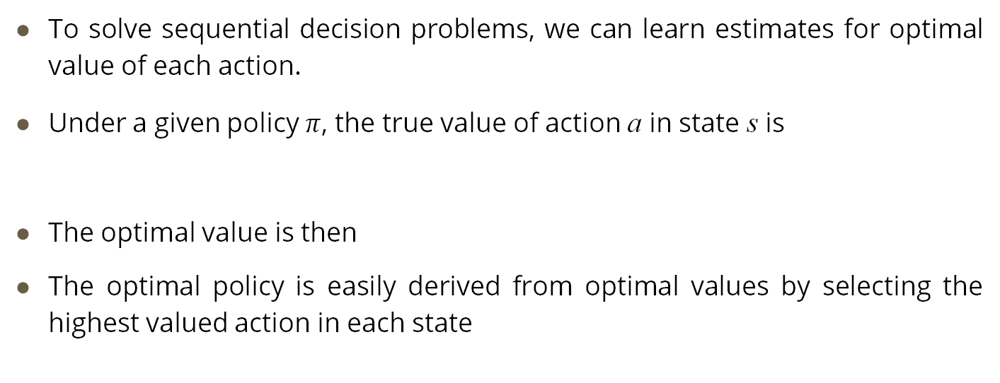 • To solve sequential decision problems, we can learn estimates for optimal
value of each action.
• Under a given policy π, the true value of action a in state s is
• The optimal value is then
• The optimal policy is easily derived from optimal values by selecting the
highest valued action in each state